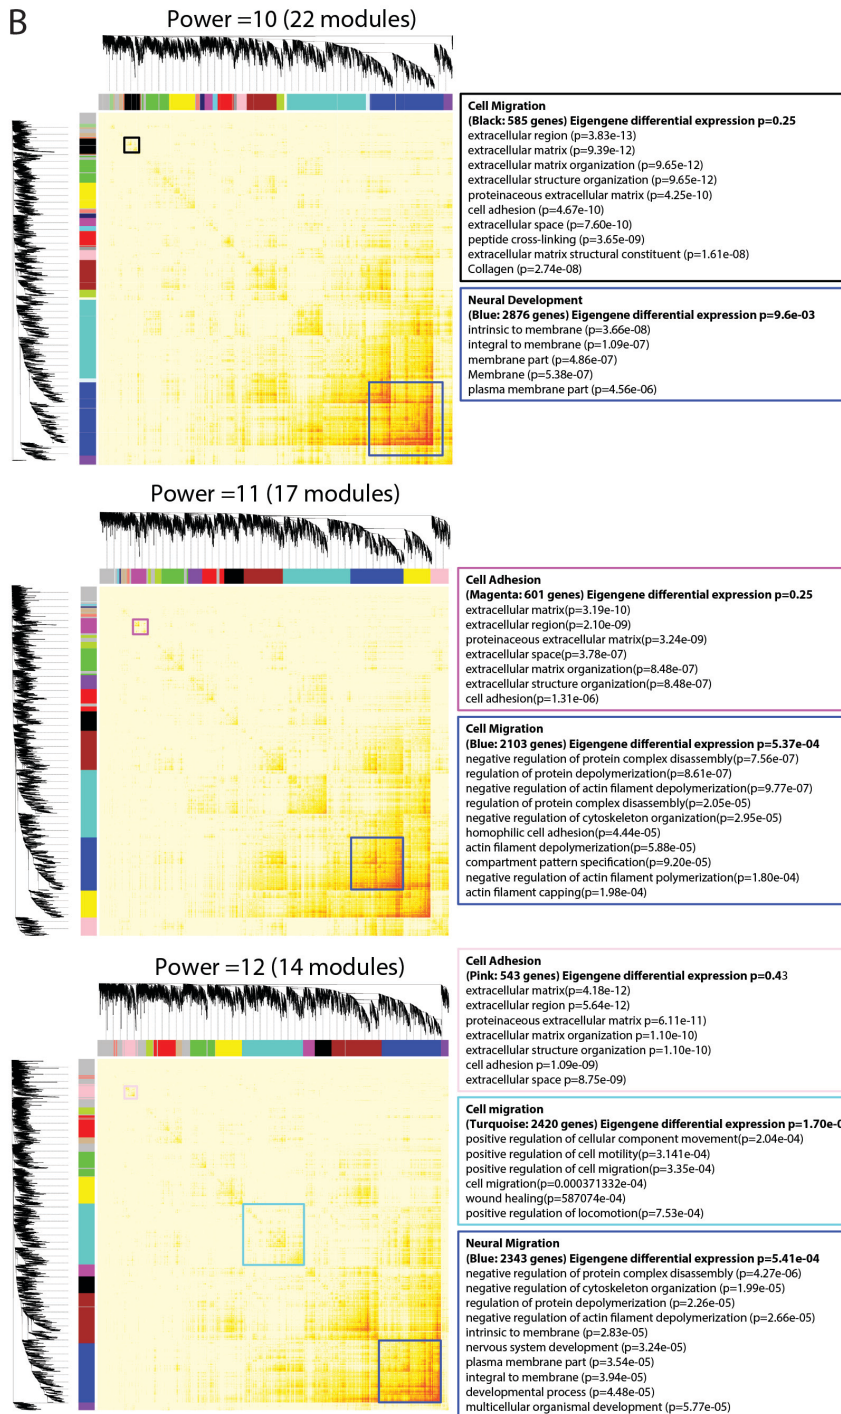 B
Power =10 (22 modules)
Cell Migration
(Black: 585 genes) Eigengene differential expression p=0.25
extracellular region (p=3.83e-13)
extracellular matrix (p=9.39e-12)
extracellular matrix organization (p=9.65e-12)
extracellular structure organization (p=9.65e-12)
proteinaceous extracellular matrix (p=4.25e-10)
cell adhesion (p=4.67e-10)
extracellular space (p=7.60e-10)
peptide cross-linking (p=3.65e-09)
extracellular matrix structural constituent (p=1.61e-08)
Collagen (p=2.74e-08)
Neural Development
(Blue: 2876 genes) Eigengene differential expression p=9.6e-03
intrinsic to membrane (p=3.66e-08)
integral to membrane (p=1.09e-07)
membrane part (p=4.86e-07)
Membrane (p=5.38e-07)
plasma membrane part (p=4.56e-06)
Power =11 (17 modules)
Cell Adhesion
(Magenta: 601 genes) Eigengene differential expression p=0.25
extracellular matrix(p=3.19e-10)
extracellular region(p=2.10e-09)
proteinaceous extracellular matrix(p=3.24e-09)
extracellular space(p=3.78e-07)
extracellular matrix organization(p=8.48e-07)
extracellular structure organization(p=8.48e-07)
cell adhesion(p=1.31e-06)
Cell Migration
(Blue: 2103 genes) Eigengene differential expression p=5.37e-04
negative regulation of protein complex disassembly(p=7.56e-07)
regulation of protein depolymerization(p=8.61e-07)
negative regulation of actin filament depolymerization(p=9.77e-07)
regulation of protein complex disassembly(p=2.05e-05)
negative regulation of cytoskeleton organization(p=2.95e-05)
homophilic cell adhesion(p=4.44e-05)
actin filament depolymerization(p=5.88e-05)
compartment pattern specification(p=9.20e-05)
negative regulation of actin filament polymerization(p=1.80e-04)
actin filament capping(p=1.98e-04)
Power =12 (14 modules)
Cell Adhesion
(Pink: 543 genes) Eigengene differential expression p=0.43
extracellular matrix(p=4.18e-12)
extracellular region p=5.64e-12)
proteinaceous extracellular matrix p=6.11e-11)
extracellular matrix organization p=1.10e-10)
extracellular structure organization p=1.10e-10)
cell adhesion p=1.09e-09)
extracellular space p=8.75e-09)
Cell migration
(Turquoise: 2420 genes) Eigengene differential expression
positive regulation of cellular component movement(p=2.04e-04)
positive regulation of cell motility(p=3.141e-04)
positive regulation of cell migration(p=3.35e-04)
cell migration(p=0.000371332e-04)
wound healing(p=587074e-04)
positive regulation of locomotion(p=7.53e-04)
Neural Migration
(Blue: 2343 genes) Eigengene differential expression p=5.41e-04
negative regulation of protein complex disassembly (p=4.27e-06)
negative regulation of cytoskeleton organization (p=1.99e-05)
regulation of protein depolymerization (p=2.26e-05)
negative regulation of actin filament depolymerization (p=2.66e-05)
intrinsic to membrane (p=2.83e-05)
nervous system development (p=3.24e-05)
plasma membrane part (p=3.54e-05)
integral to membrane (p=3.94e-05)
developmental process (p=4.48e-05)
multicellular organismal development (p=5.77e-05)